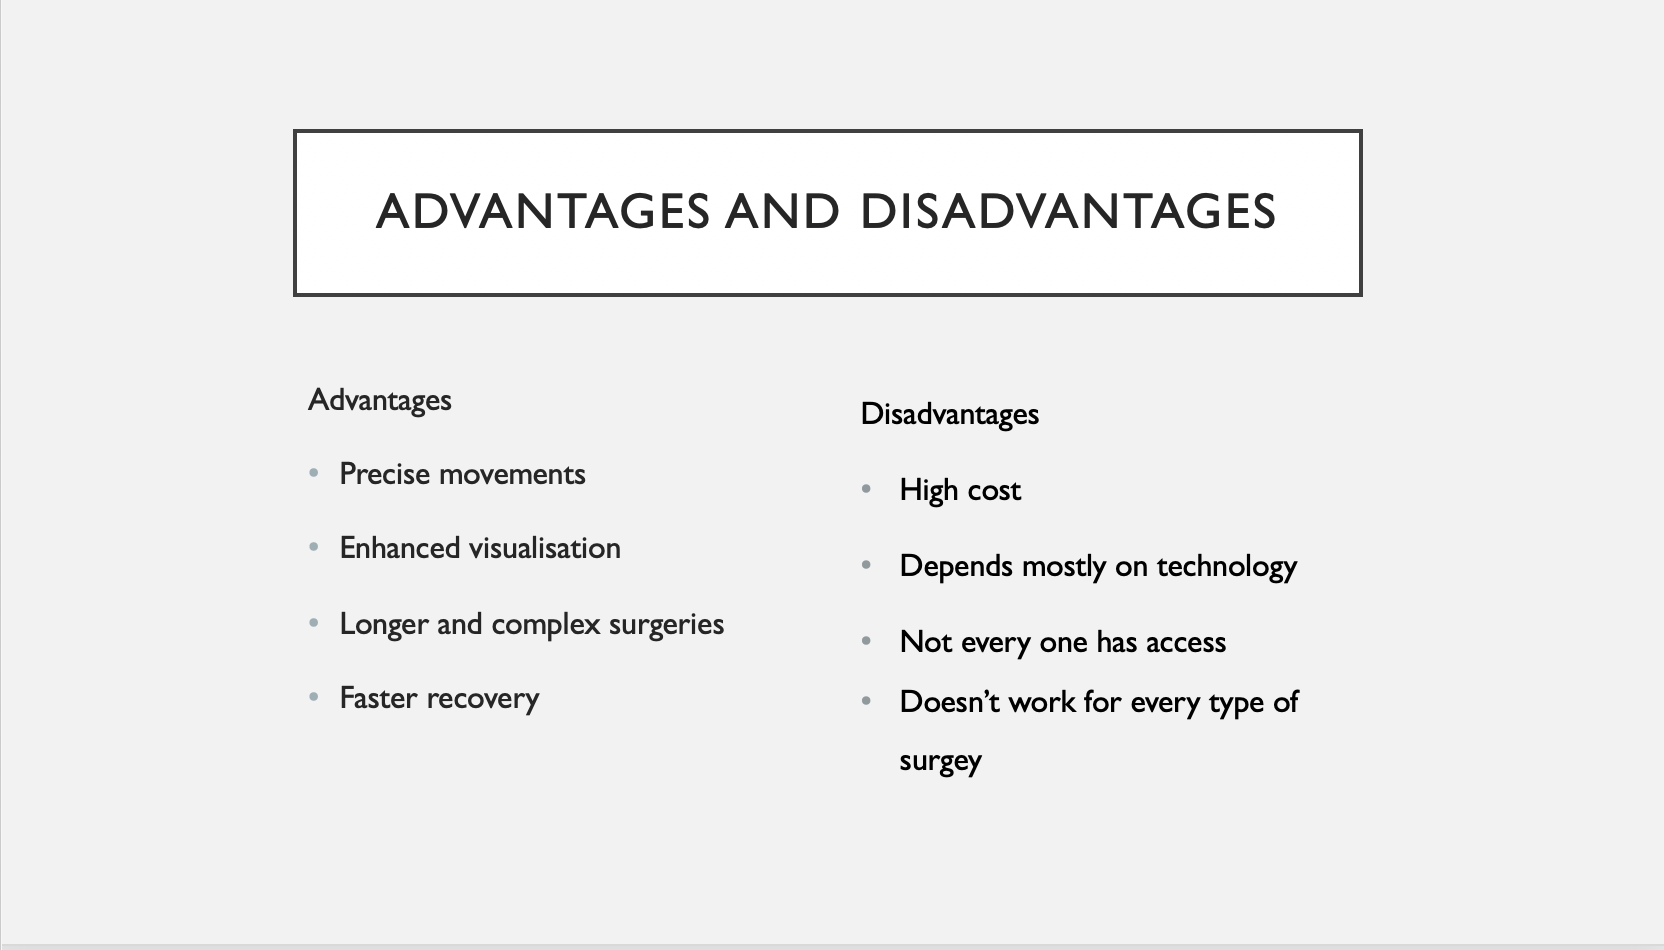 ADVANTAGES AND DISADVANTAGES
Advantages
• Precise movements
• Enhanced visualisation
• Longer and complex surgeries
• Faster recovery
Disadvantages
• High cost
• Depends mostly on technology
• Not every one has access
• Doesn’t work for every type of
surgey